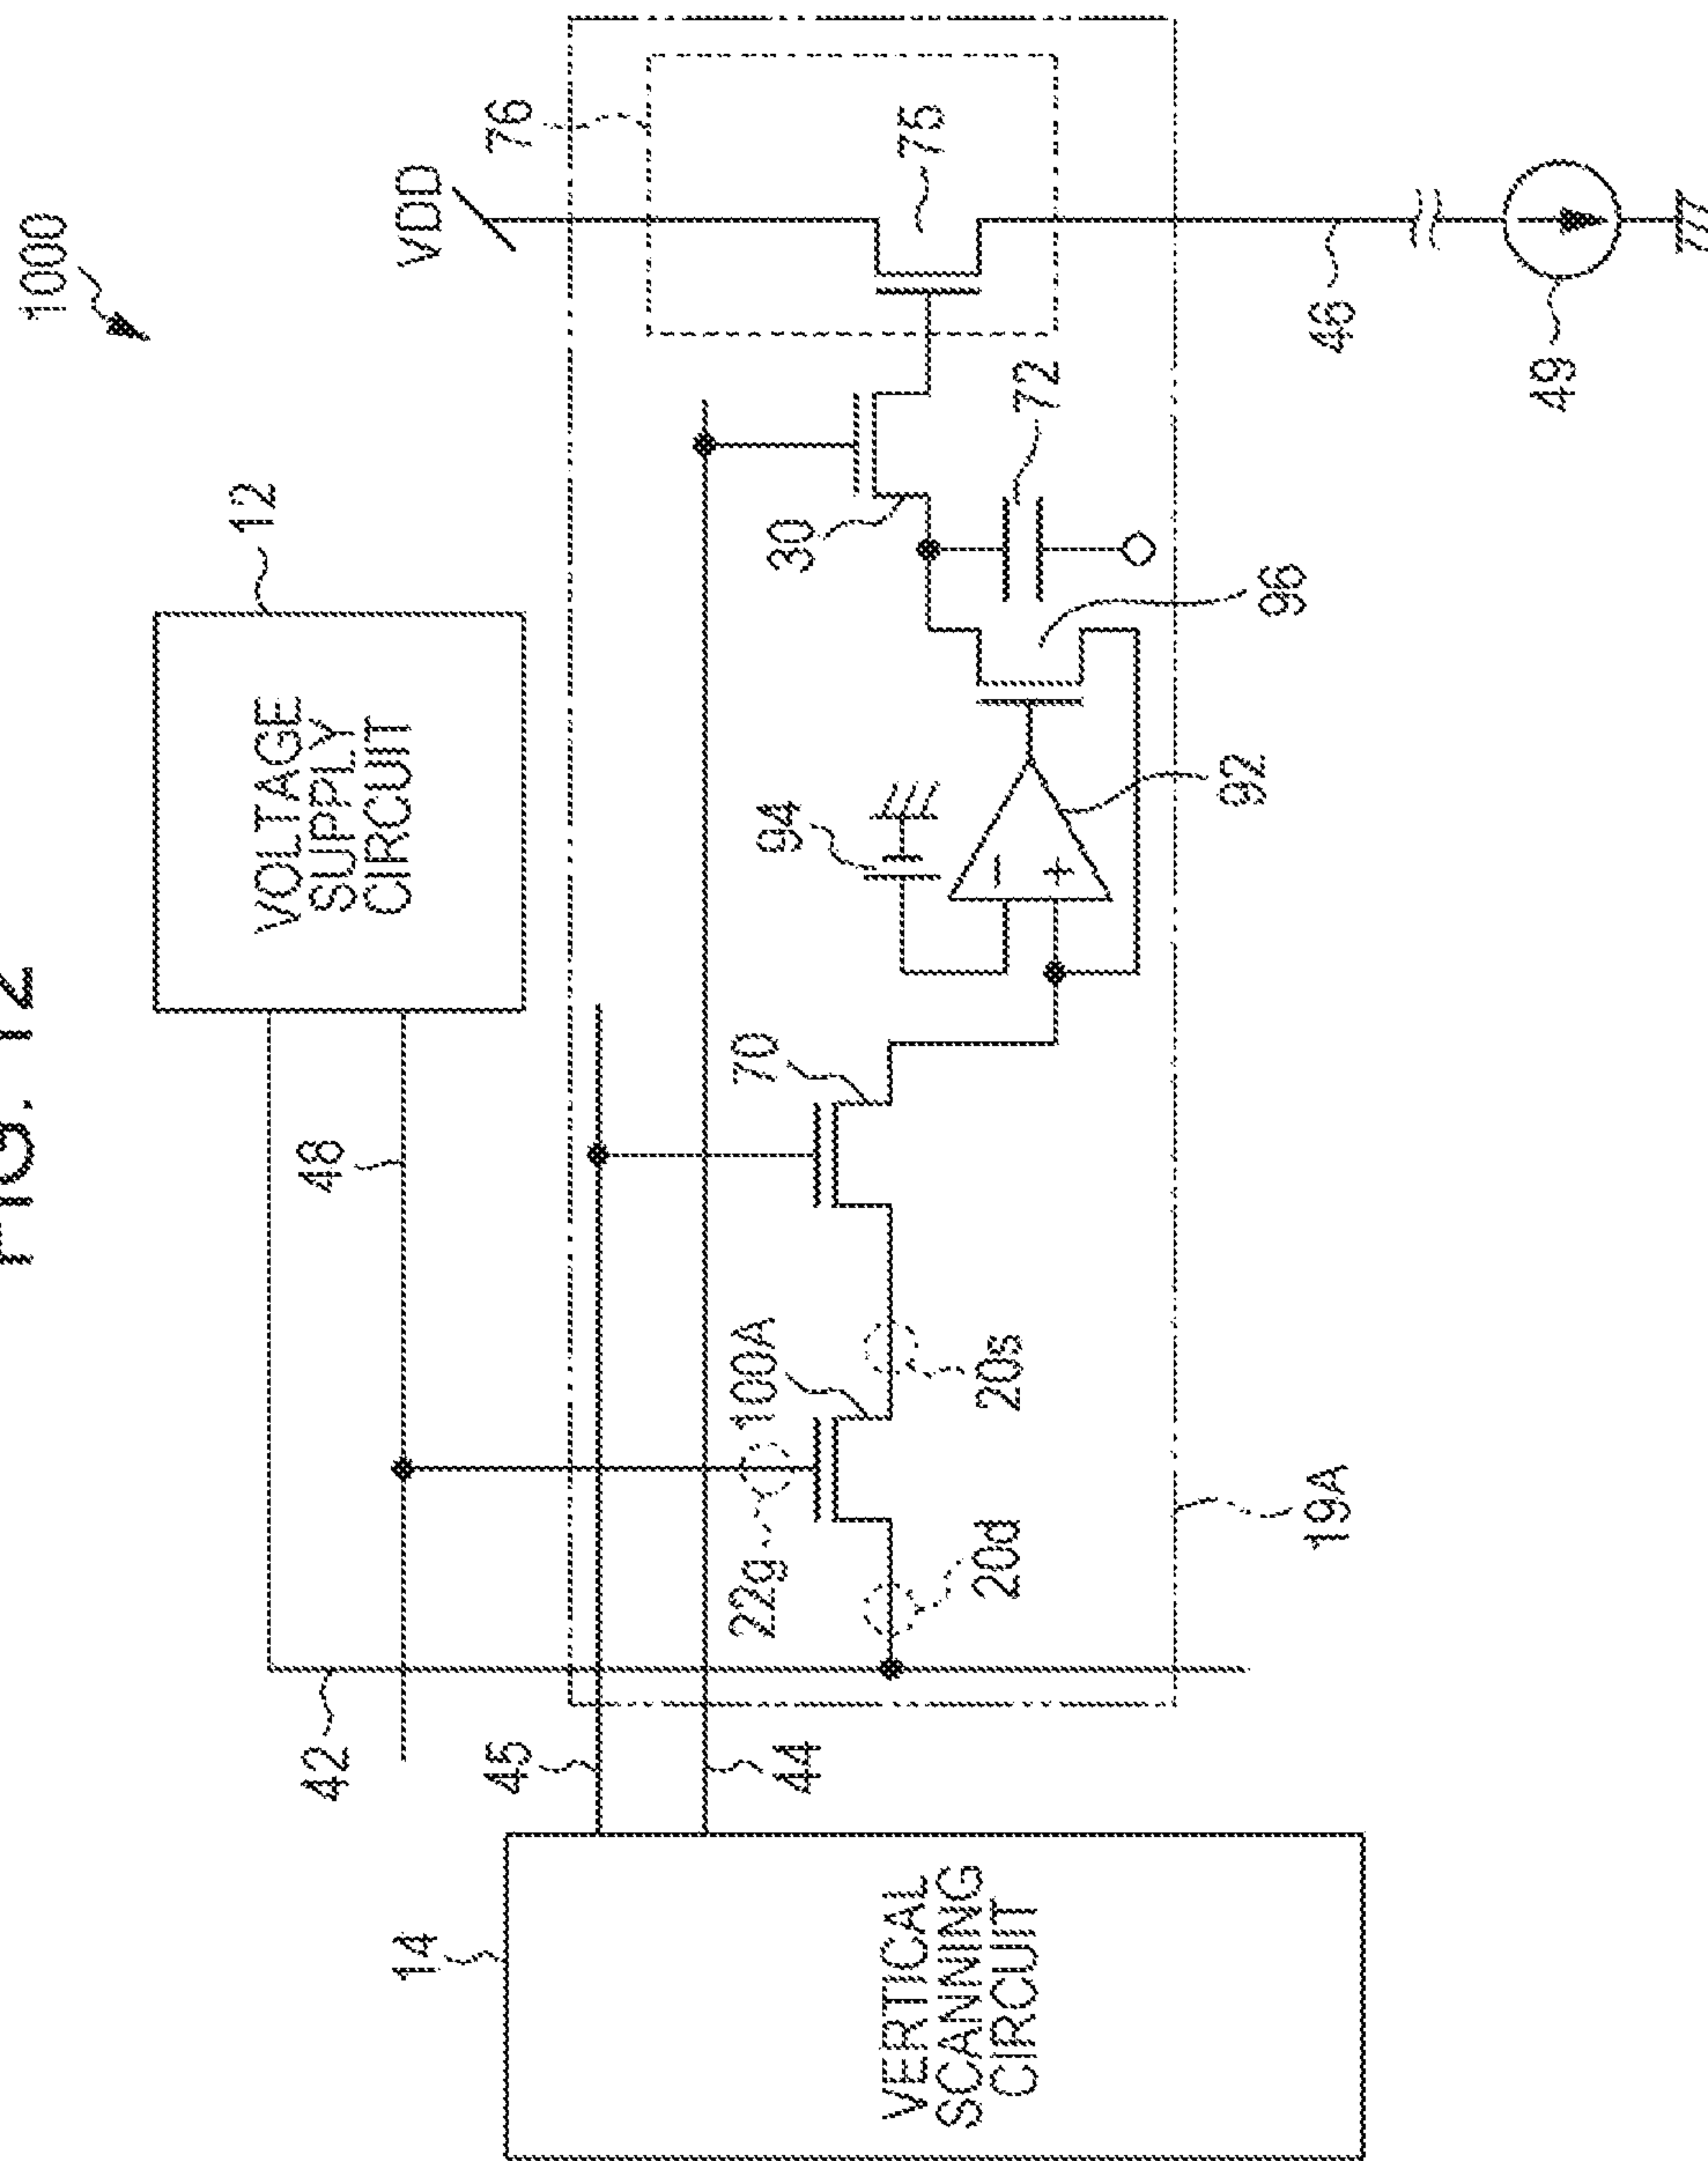 FIG. 12
1000
VOLTAGE
SUPPLY
CIRCUIT
12
VDD
76
75
48
42
45
44
14
VERTICAL
SCANNING
CIRCUIT
22g
100A
70
94
30
72
20d
20s
92
96
46
49
19A
−
+